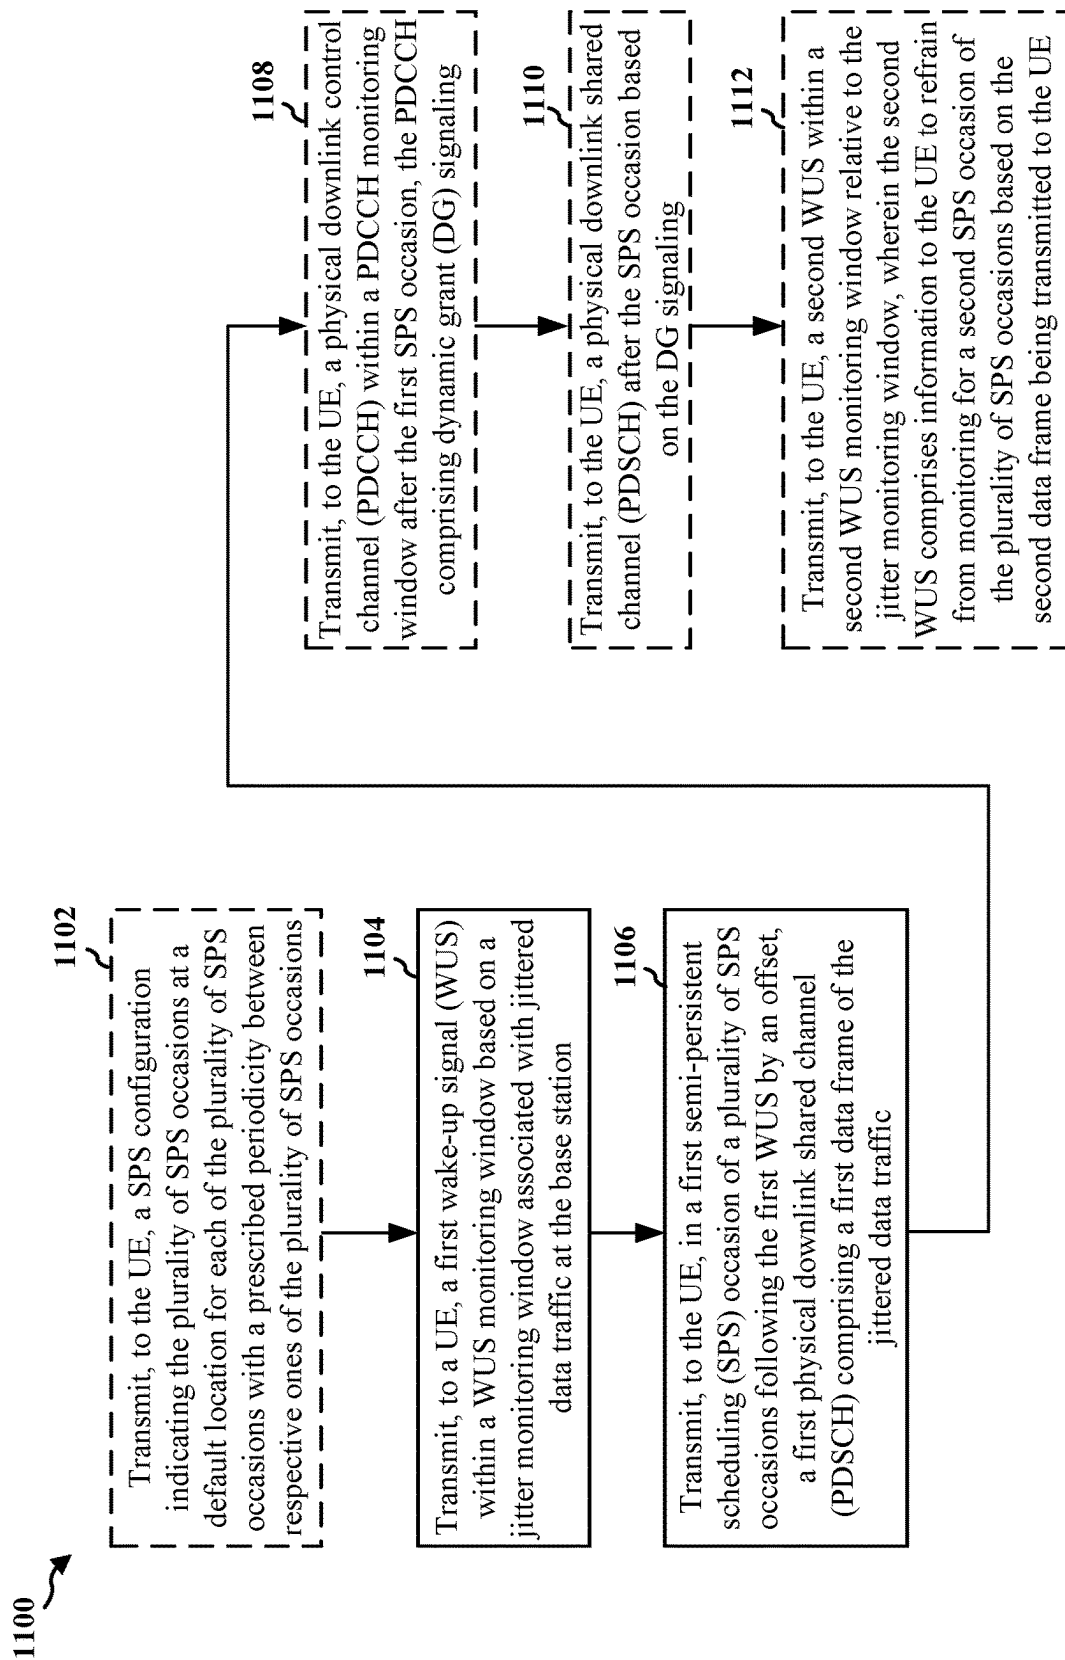 1100
1102
Transmit, to the UE, a SPS configuration
indicating the plurality of SPS occasions at a
default location for each of the plurality of SPS
occasions with a prescribed periodicity between
respective ones of the plurality of SPS occasions
1104
Transmit, to a UE, a first wake-up signal (WUS)
within a WUS monitoring window based on a
jitter monitoring window associated with jittered
data traffic at the base station
1106
Transmit, to the UE, in a first semi-persistent
scheduling (SPS) occasion of a plurality of SPS
occasions following the first WUS by an offset,
a first physical downlink shared channel
(PDSCH) comprising a first data frame of the
jittered data traffic
1108
Transmit, to the UE, a physical downlink control
channel (PDCCH) within a PDCCH monitoring
window after the first SPS occasion, the PDCCH
comprising dynamic grant (DG) signaling
1110
Transmit, to the UE, a physical downlink shared
channel (PDSCH) after the SPS occasion based
on the DG signaling
1112
Transmit, to the UE, a second WUS within a
second WUS monitoring window relative to the
jitter monitoring window, wherein the second
WUS comprises information to the UE to refrain
from monitoring for a second SPS occasion of
the plurality of SPS occasions based on the
second data frame being transmitted to the UE